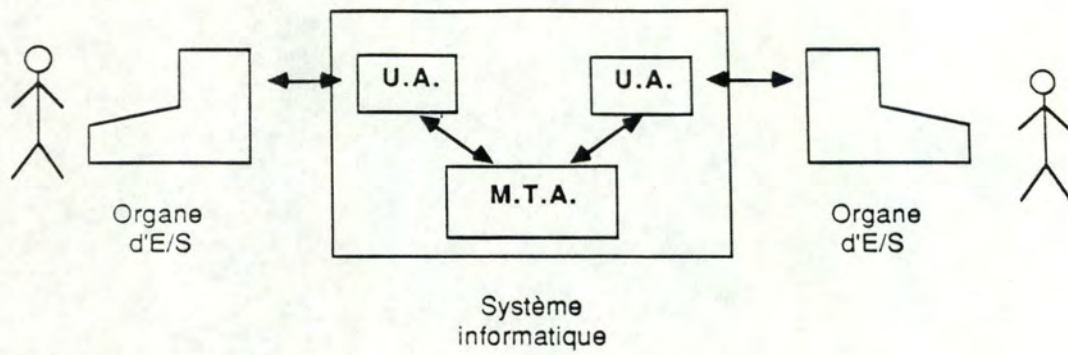 U.A.
U.A.
M.T.A.
Organe
d'E/S
Organe
d'E/S
Système
informatique